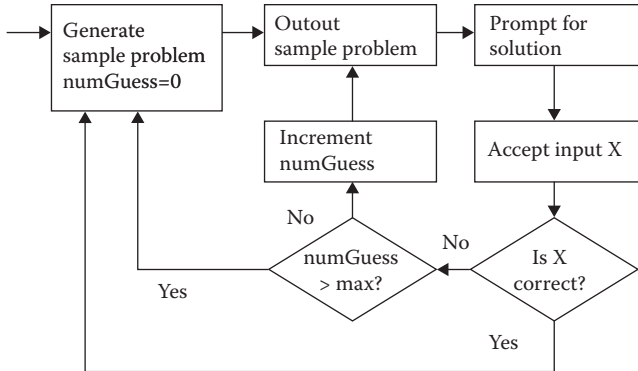 Generate
sample problem
numGuess=0
Outout
sample problem
Prompt for
solution
Increment
numGuess
Accept input X
No
No
numGuess
> max?
Is X
correct?
Yes
Yes